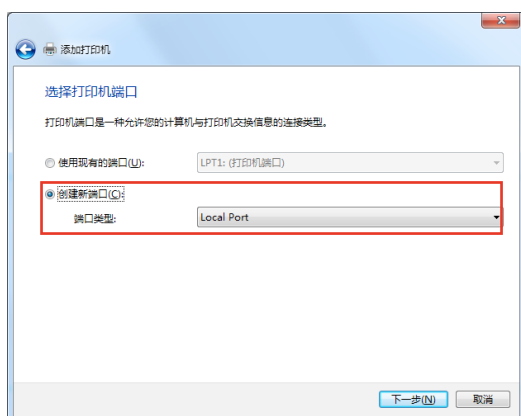 添加打印机
选择打印机端口
打印机端口是一种允许您的计算机与打印机交换信息的连接类型。
使用现有的端口(U): LPT1: (打印机端口)
创建新端口(C):
端口类型: Local Port
下一步(N) 取消